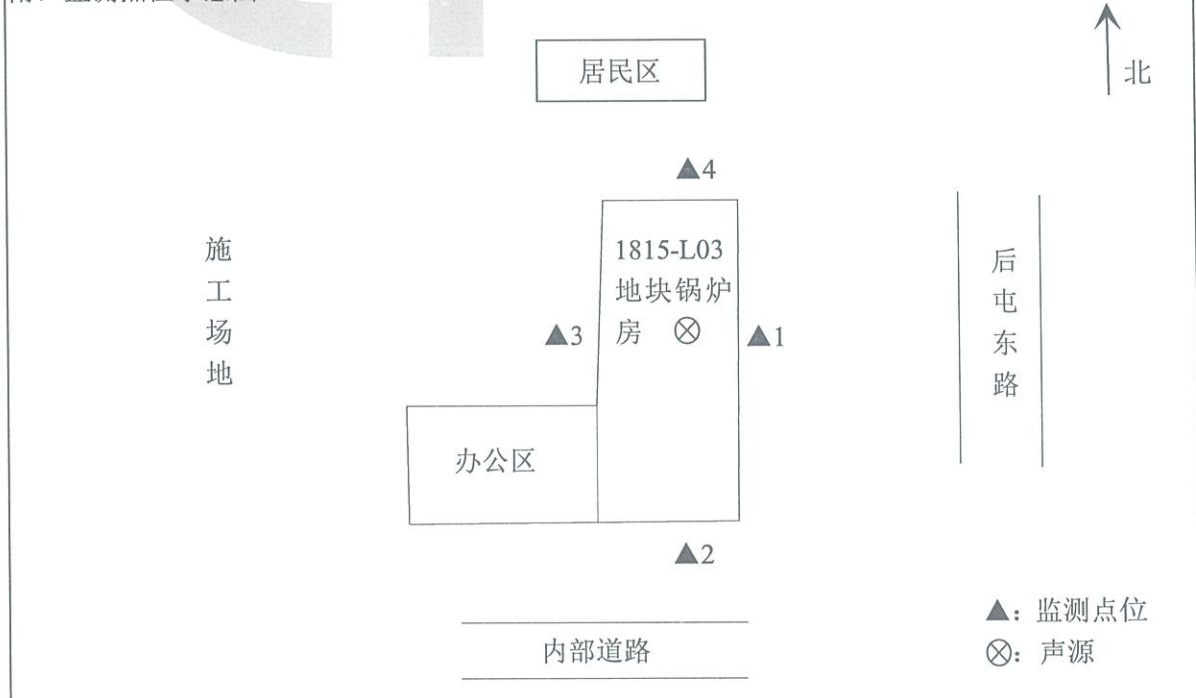 居民区
北
▲4
施工场地
1815-L03
地块锅炉
房 ⊗
▲3
▲1
后屯东路
办公区
▲2
▲：监测点位
⊗：声源
内部道路